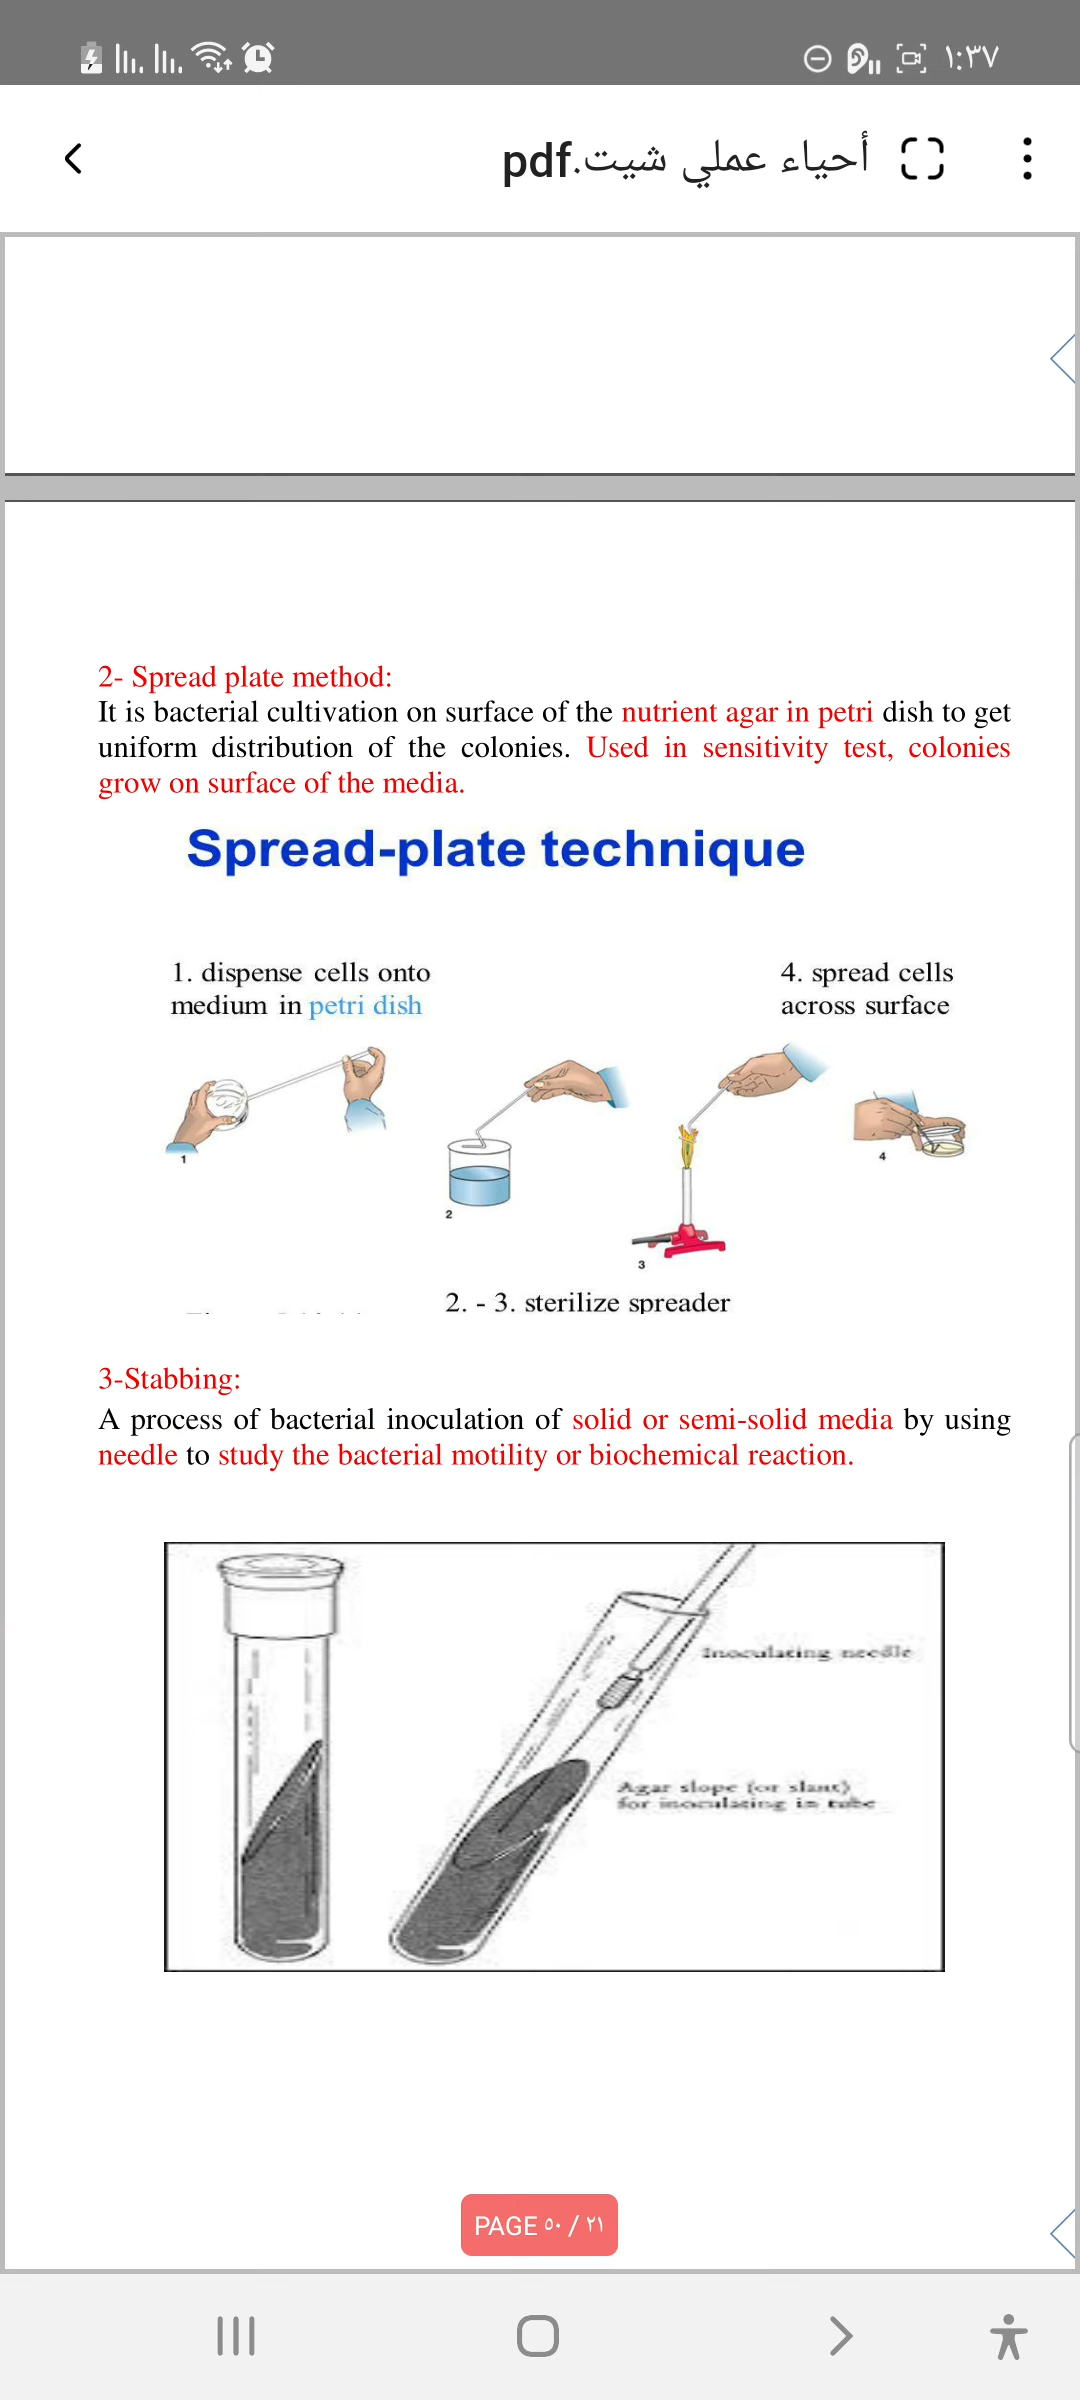 ١:٣٧
أحياء عملي شيت.pdf
2- Spread plate method:
It is bacterial cultivation on surface of the nutrient agar in petri dish to get
uniform distribution of the colonies. Used in sensitivity test, colonies
grow on surface of the media.
Spread-plate technique
1. dispense cells onto
medium in petri dish
4. spread cells
across surface
1
2
3
4
2. - 3. sterilize spreader
3-Stabbing:
A process of bacterial inoculation of solid or semi-solid media by using
needle to study the bacterial motility or biochemical reaction.
Inoculating needle
Agar slope (or slant)
for inoculating in tube
PAGE ٥٠ / ٢١